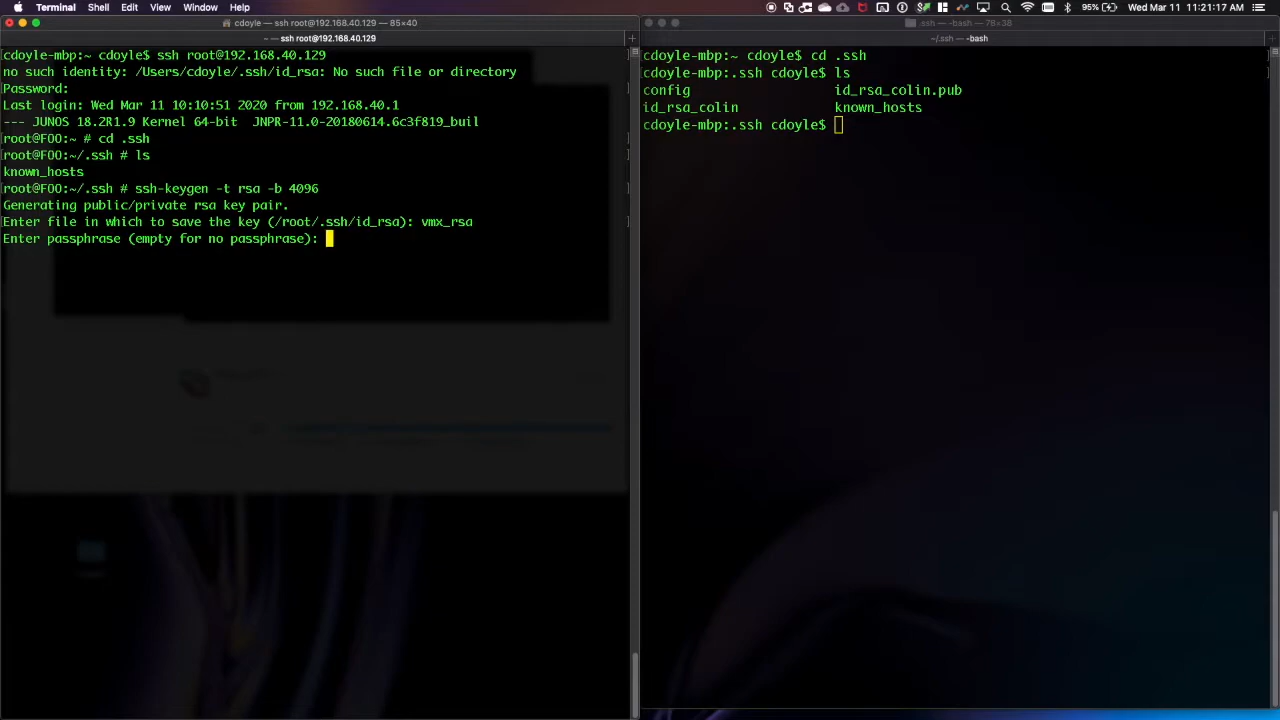 Terminal Shell Edit View Window Help
95% Wed Mar 11 11:21:17 AM
cdoyle — ssh root@192.168.40.129 — 85×40
~ — ssh root@192.168.40.129
cdoyle-mbp:~ cdoyle$ ssh root@192.168.40.129
no such identity: /Users/cdoyle/.ssh/id_rsa: No such file or directory
Password:
Last login: Wed Mar 11 10:10:51 2020 from 192.168.40.1
--- JUNOS 18.2R1.9 Kernel 64-bit  JNPR-11.0-20180614.6c3f819_buil
root@FOO:~ # cd .ssh
root@FOO:~/.ssh # ls
known_hosts
root@FOO:~/.ssh # ssh-keygen -t rsa -b 4096
Generating public/private rsa key pair.
Enter file in which to save the key (/root/.ssh/id_rsa): vmx_rsa
Enter passphrase (empty for no passphrase):
.ssh — -bash — 78×38
~/.ssh — -bash
cdoyle-mbp:~ cdoyle$ cd .ssh
cdoyle-mbp:.ssh cdoyle$ ls
config id_rsa_colin.pub
id_rsa_colin known_hosts
cdoyle-mbp:.ssh cdoyle$